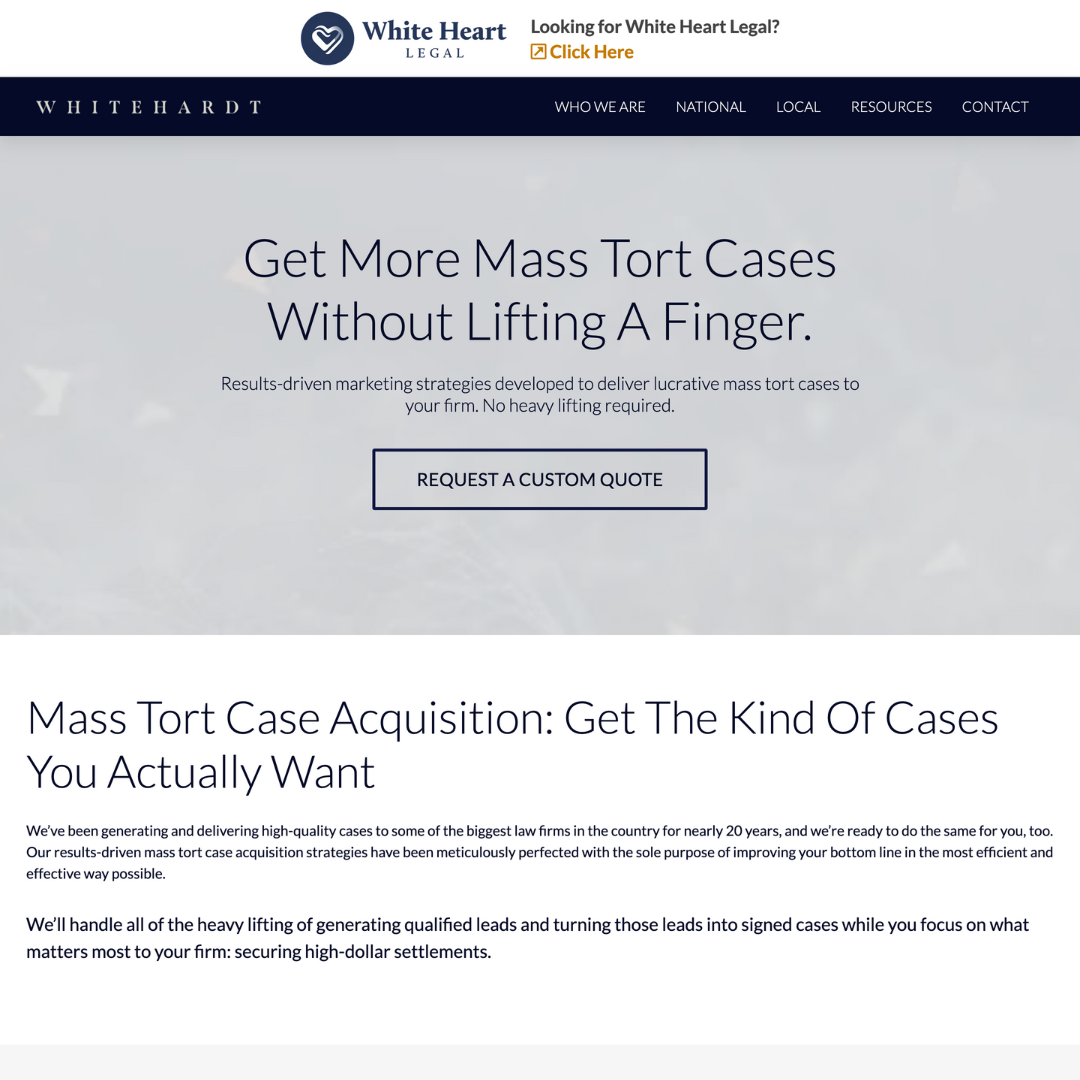 White Heart
LEGAL
Looking for White Heart Legal?
Click Here
WHITEHARDT
WHO WE ARE
NATIONAL
LOCAL
RESOURCES
CONTACT
Get More Mass Tort Cases
Without Lifting A Finger.
Results-driven marketing strategies developed to deliver lucrative mass tort cases to
your firm. No heavy lifting required.
REQUEST A CUSTOM QUOTE
Mass Tort Case Acquisition: Get The Kind Of Cases
You Actually Want
We’ve been generating and delivering high-quality cases to some of the biggest law firms in the country for nearly 20 years, and we’re ready to do the same for you, too.
Our results-driven mass tort case acquisition strategies have been meticulously perfected with the sole purpose of improving your bottom line in the most efficient and
effective way possible.
We’ll handle all of the heavy lifting of generating qualified leads and turning those leads into signed cases while you focus on what
matters most to your firm: securing high-dollar settlements.